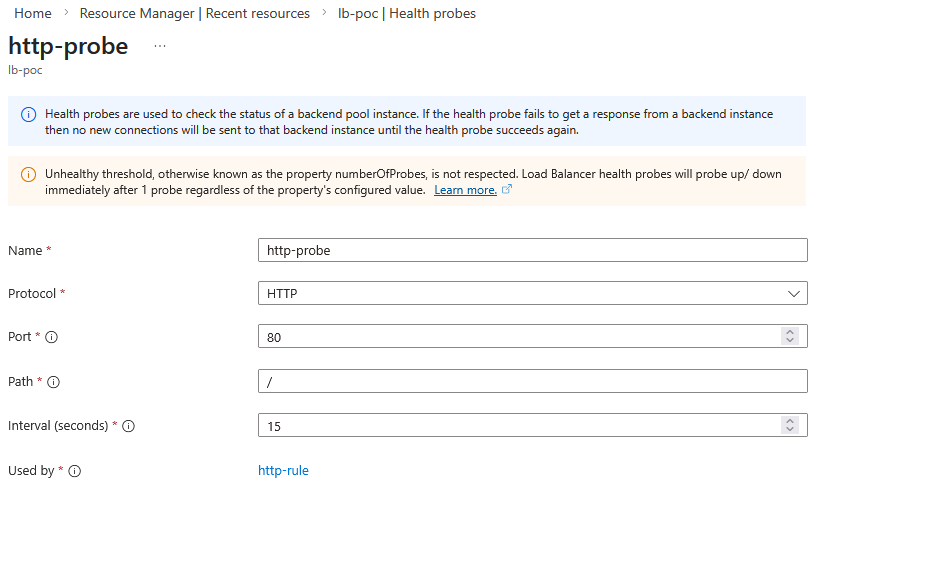 Home > Resource Manager | Recent resources > lb-poc | Health probes
http-probe ...
lb-poc
Health probes are used to check the status of a backend pool instance. If the health probe fails to get a response from a backend instance
then no new connections will be sent to that backend instance until the health probe succeeds again.
Unhealthy threshold, otherwise known as the property numberOfProbes, is not respected. Load Balancer health probes will probe up/ down
immediately after 1 probe regardless of the property's configured value. Learn more.
Name * http-probe
Protocol * HTTP
Port * 80
Path * /
Interval (seconds) * 15
Used by * http-rule